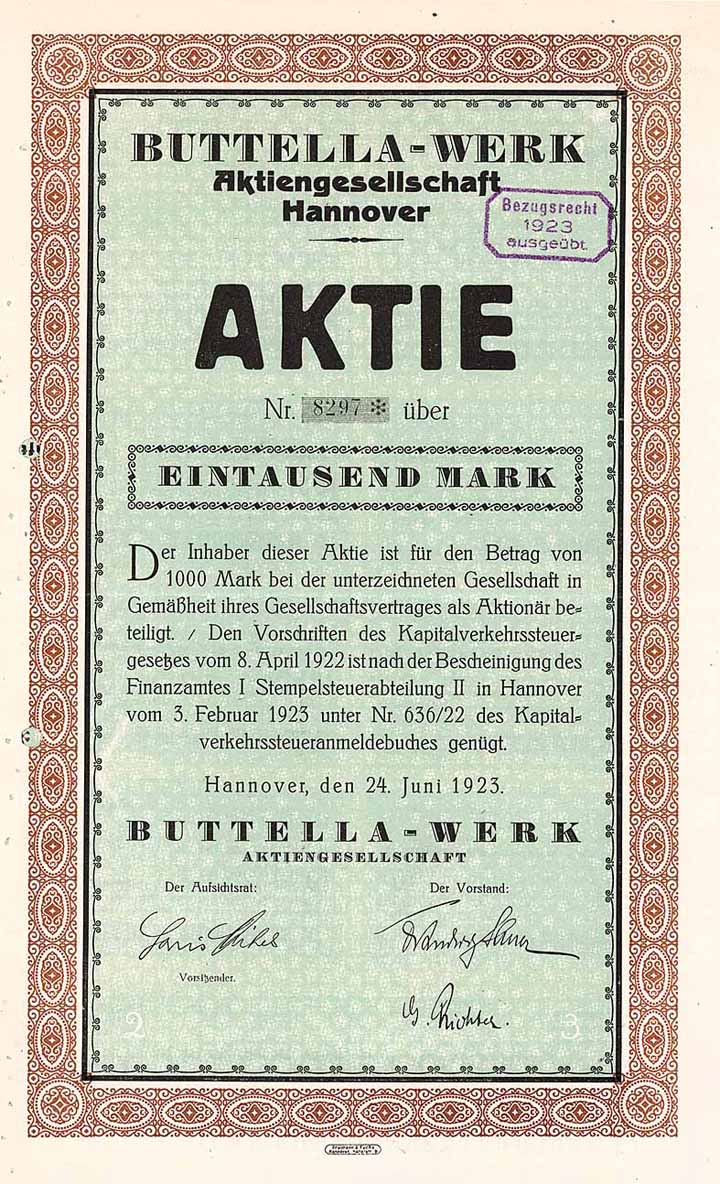 BUTTELLA-WERK
Aktiengesellschaft
Hannover
Bezugsrecht
1923
ausgeübt.
AKTIE
Nr. 8297 * über
EINTAUSEND MARK
Der Inhaber dieser Aktie ist für den Betrag von
1000 Mark bei der unterzeichneten Gesellschaft in
Gemäßheit ihres Gesellschaftsvertrages als Aktionär be=
teiligt. / Den Vorschriften des Kapitalverkehrssteuer=
gesetzes vom 8. April 1922 ist nach der Bescheinigung des
Finanzamtes I Stempelsteuerabteilung II in Hannover
vom 3. Februar 1923 unter Nr. 636/22 des Kapital=
verkehrssteueranmeldebuches genügt.
Hannover, den 24. Juni 1923.
BUTTELLA-WERK
AKTIENGESELLSCHAFT
Der Aufsichtsrat:
Der Vorstand:
Vorsitzender.
G. Richter.
2
3